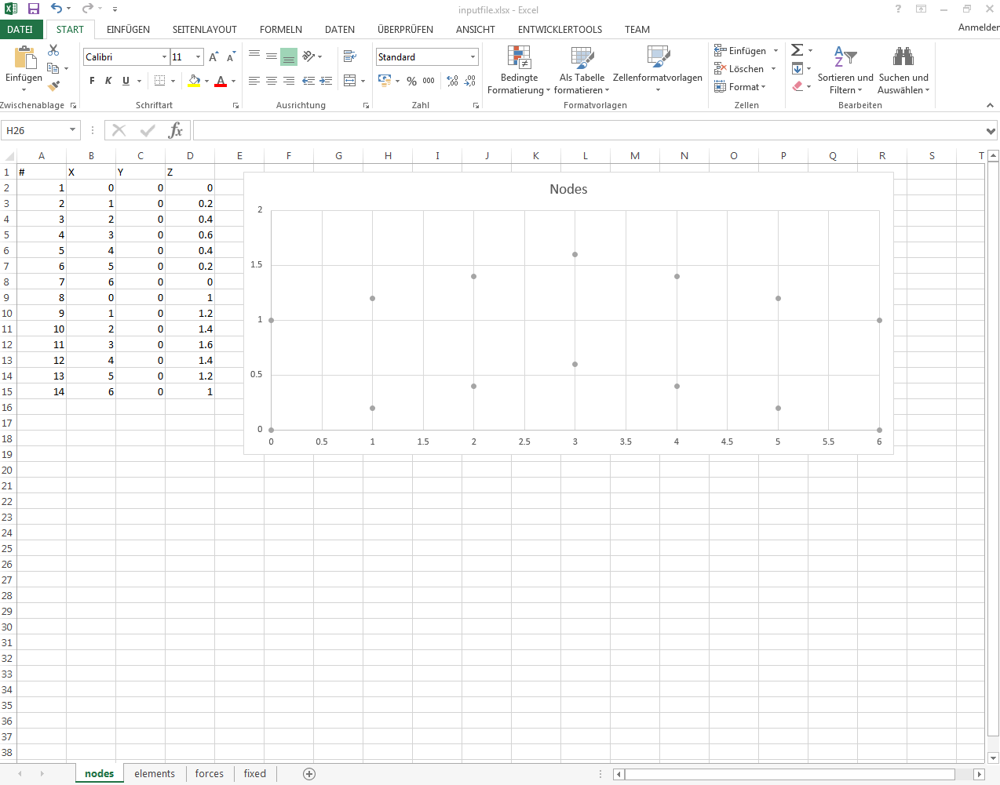 inputfile.xlsx - Excel
?
DATEI START EINFÜGEN SEITENLAYOUT FORMELN DATEN ÜBERPRÜFEN ANSICHT ENTWICKLERTOOLS TEAM Anmelden
Einfügen
Calibri 11
F K U
Standard
% 000
Bedingte Formatierung
Als Tabelle formatieren
Zellenformatvorlagen
Einfügen
Löschen
Format
Sortieren und Filtern
Suchen und Auswählen
Zwischenablage Schriftart Ausrichtung Zahl Formatvorlagen Zellen Bearbeiten
H26 fx
A B C D E F G H I J K L M N O P Q R S T
1 # X Y Z
2 1 0 0 0
3 2 1 0 0.2
4 3 2 0 0.4
5 4 3 0 0.6
6 5 4 0 0.4
7 6 5 0 0.2
8 7 6 0 0
9 8 0 0 1
10 9 1 0 1.2
11 10 2 0 1.4
12 11 3 0 1.6
13 12 4 0 1.4
14 13 5 0 1.2
15 14 6 0 1
16
17
18
19
20
21
22
23
24
25
26
27
28
29
30
31
32
33
34
35
36
37
38
Nodes
2
1.5
1
0.5
0
0 0.5 1 1.5 2 2.5 3 3.5 4 4.5 5 5.5 6
nodes elements forces fixed